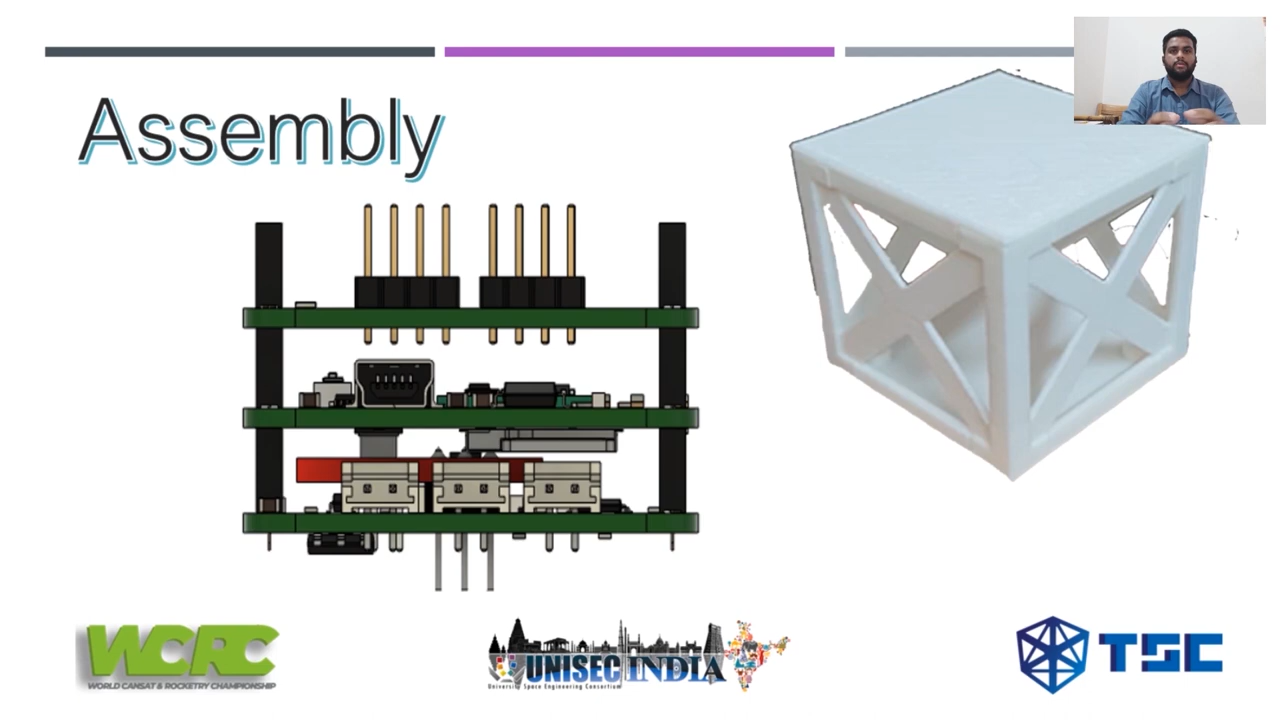 Assembly
WCRC
WORLD CANSAT & ROCKETRY CHAMPIONSHIP
UNISEC INDIA
University Space Engineering Consortium
TSC